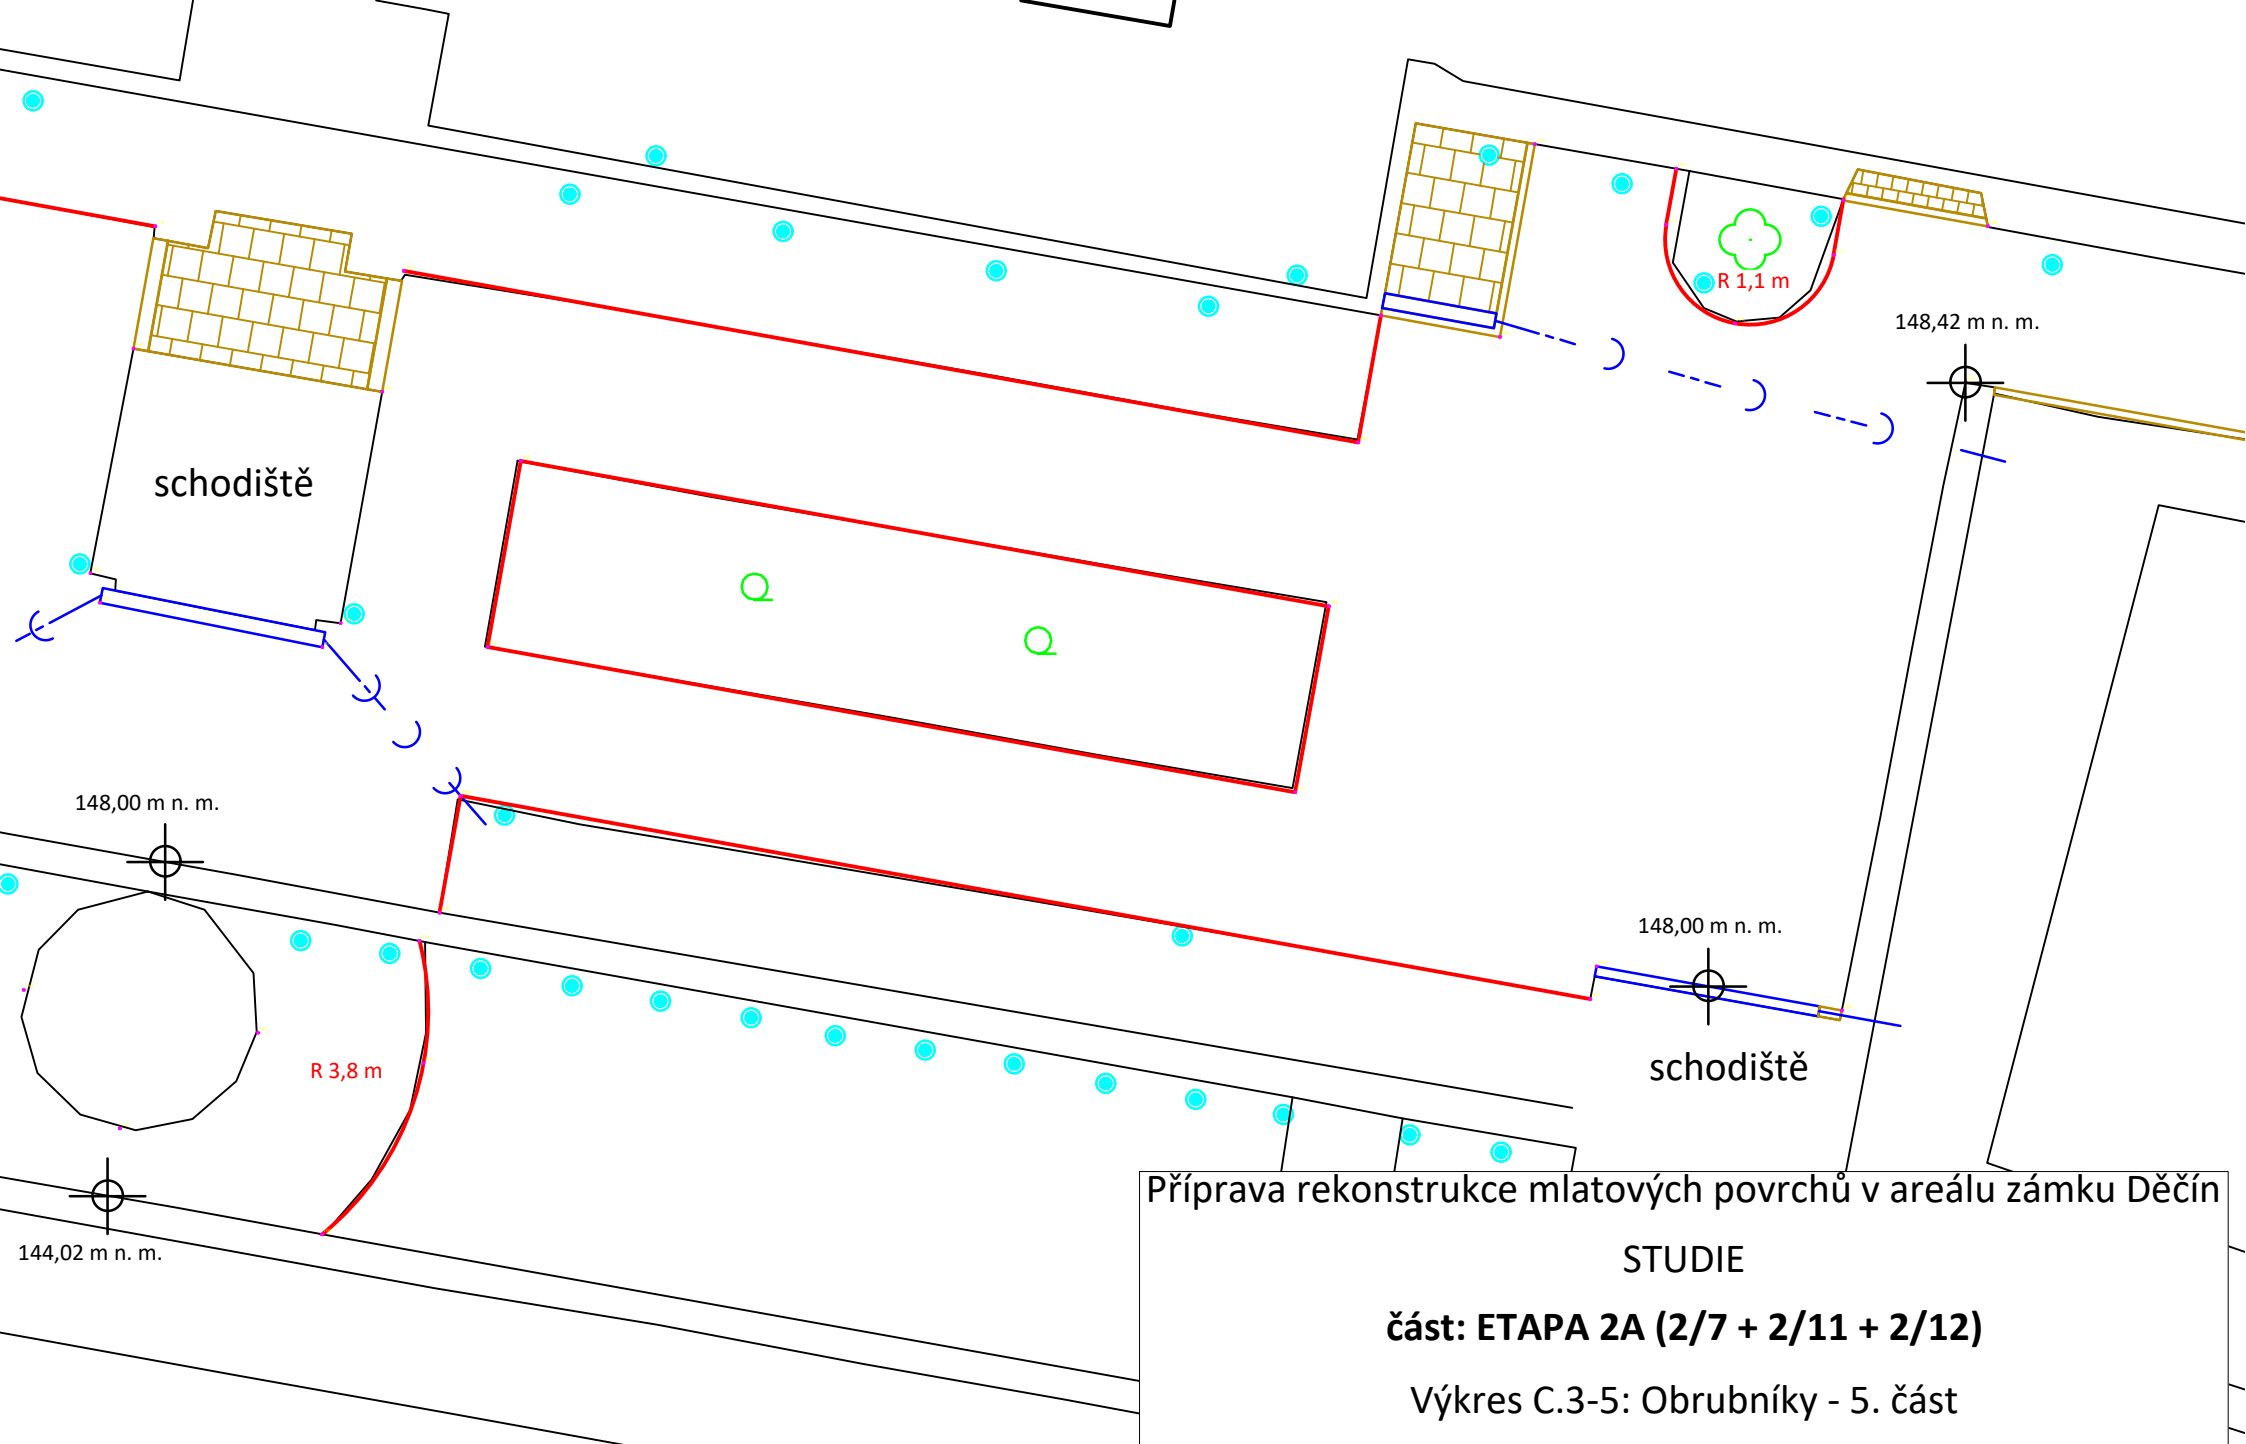 R 1,1 m
148,42 m n. m.
schodiště
148,00 m n. m.
148,00 m n. m.
schodiště
R 3,8 m
144,02 m n. m.
Příprava rekonstrukce mlatových povrchů v areálu zámku Děčín
STUDIE
část: ETAPA 2A (2/7 + 2/11 + 2/12)
Výkres C.3-5: Obrubníky - 5. část